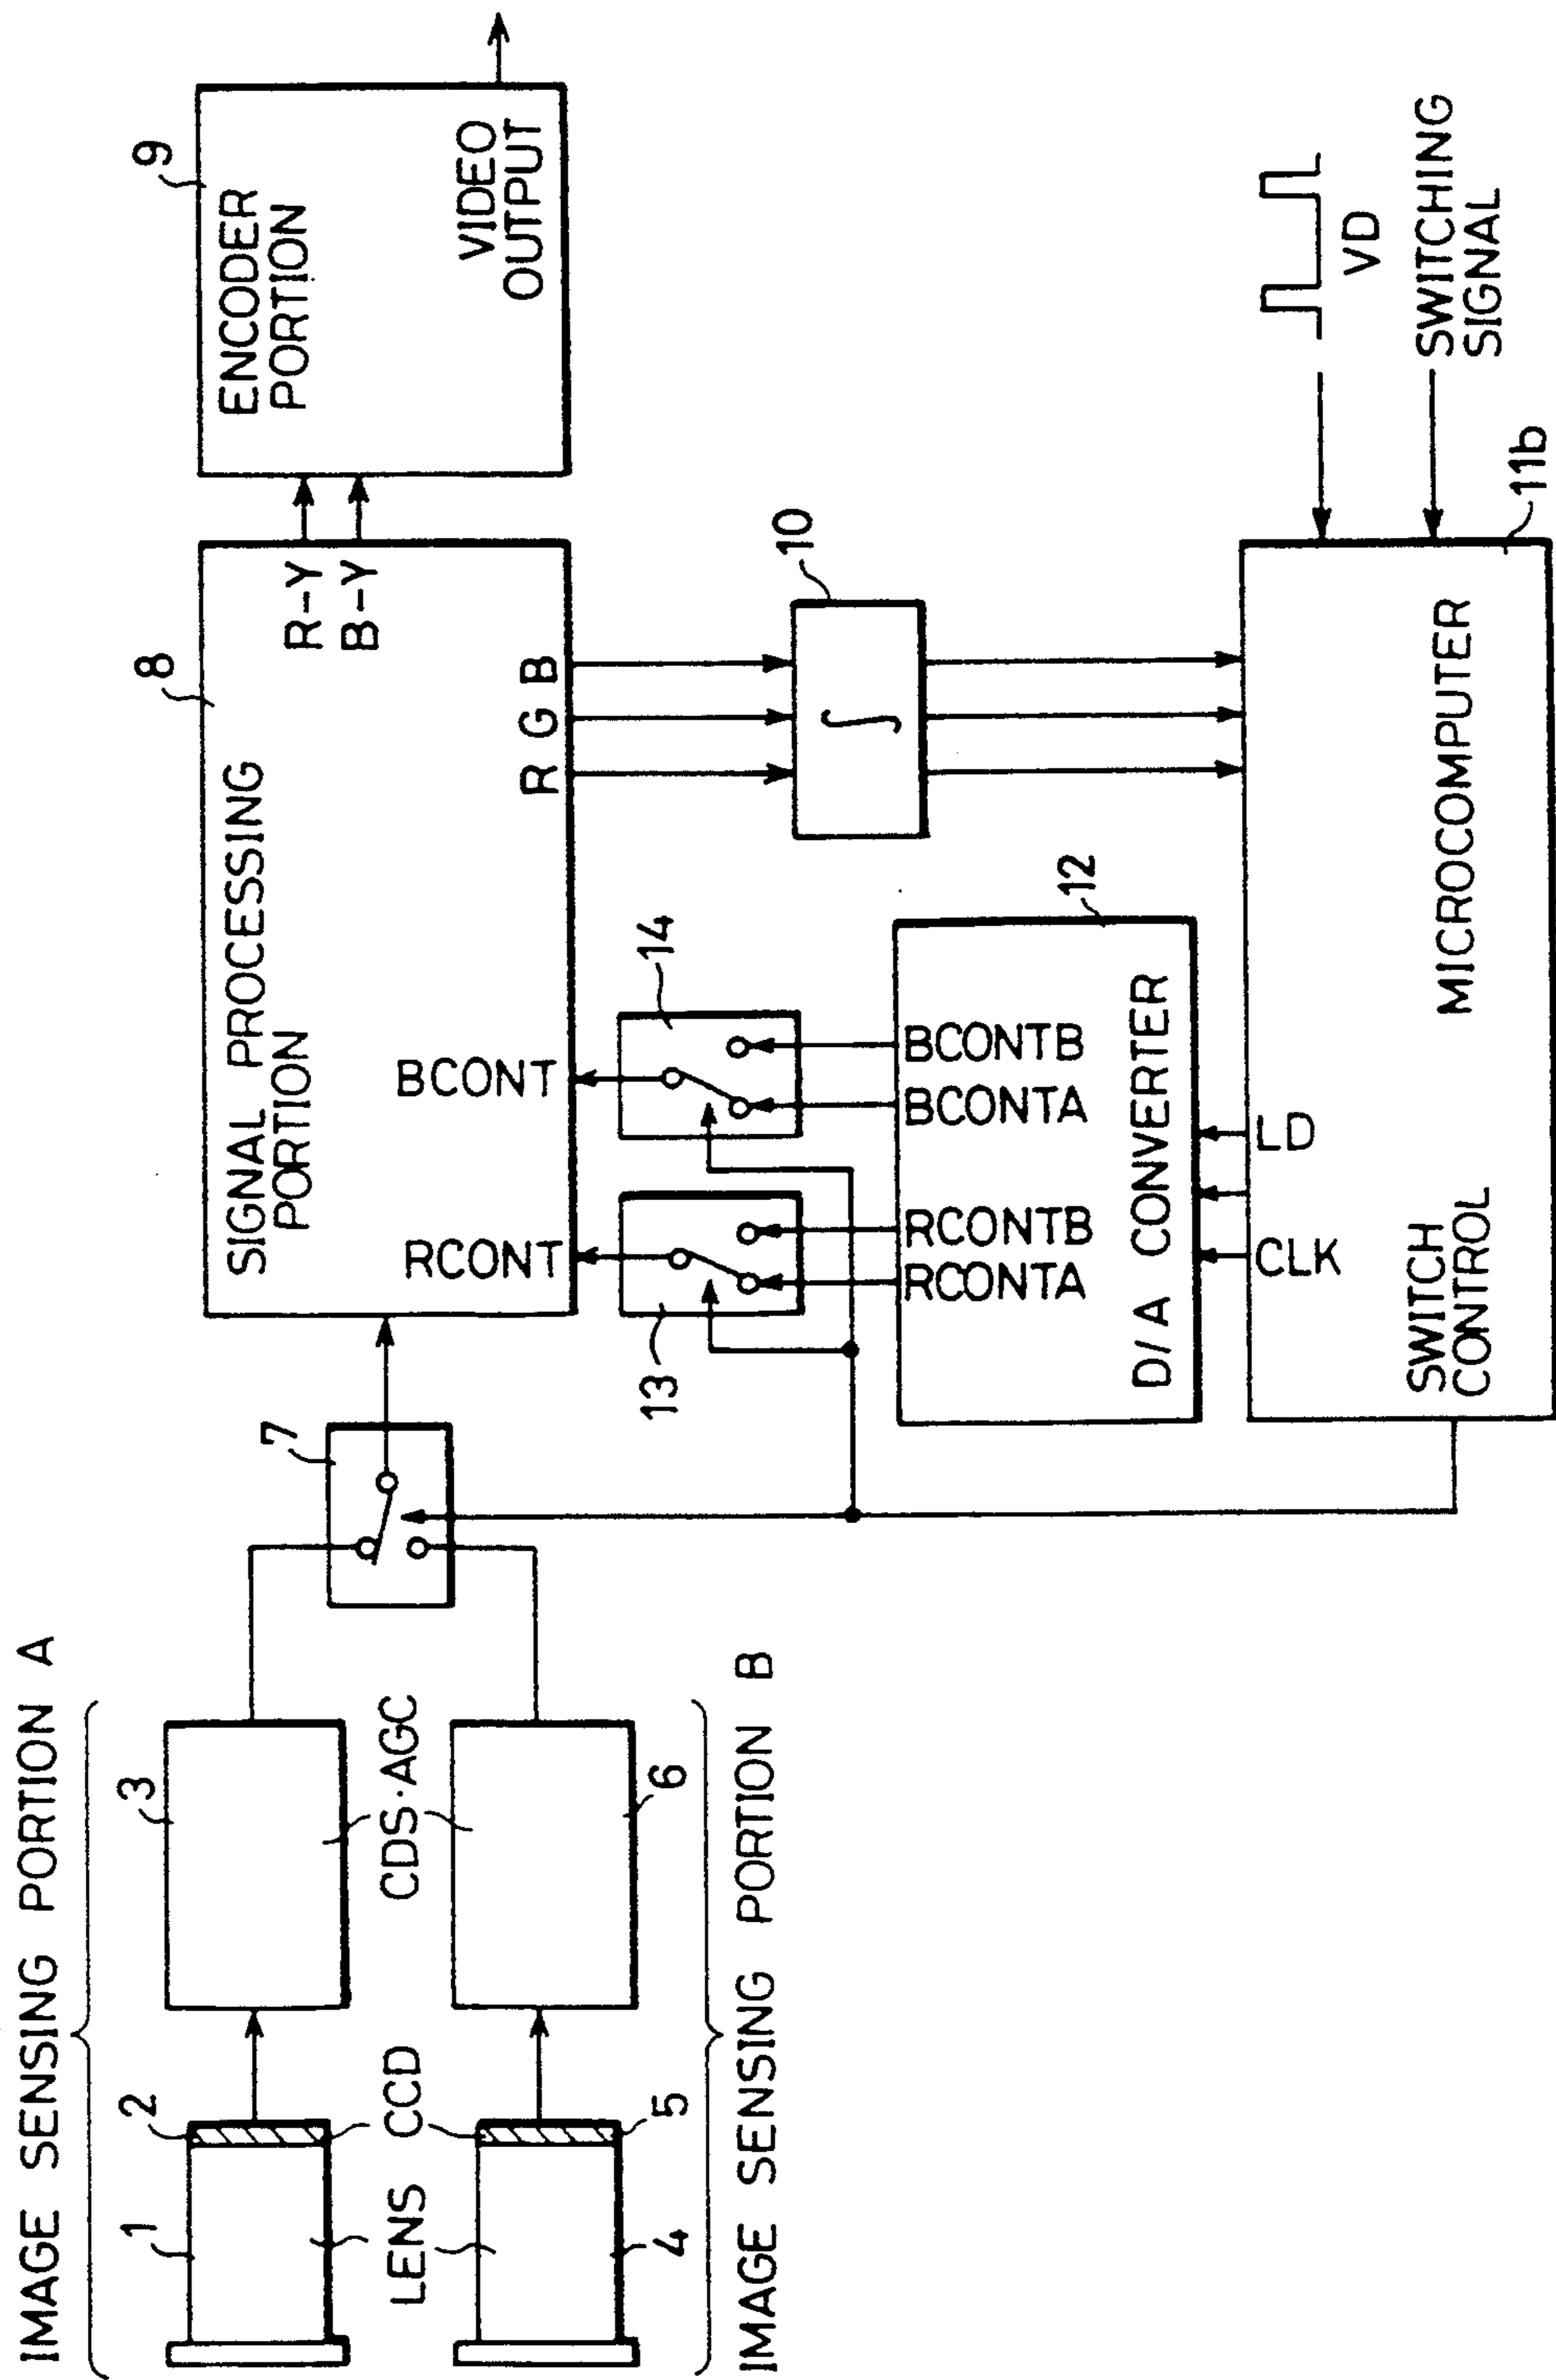 IMAGE SENSING PORTION A
1
2
3
LENS
CCD
CDS·AGC
4
5
6
IMAGE SENSING PORTION B
7
8
SIGNAL PROCESSING
PORTION
R-Y
B-Y
RCONT
BCONT
R G B
9
ENCODER
PORTION
VIDEO
OUTPUT
13
14
10
∫
RCONTA
RCONTB
BCONTA
BCONTB
D/A CONVERTER
12
CLK
LD
SWITCH
CONTROL
MICROCOMPUTER
11b
VD
SWITCHING
SIGNAL